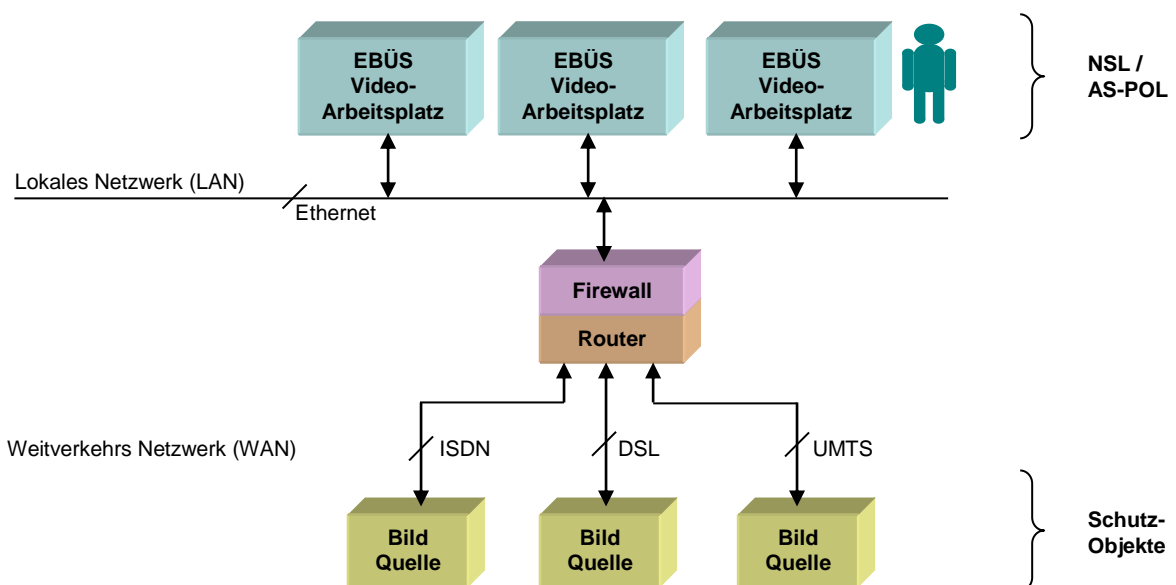 EBÜS
Video-
Arbeitsplatz
EBÜS
Video-
Arbeitsplatz
EBÜS
Video-
Arbeitsplatz
NSL /
AS-POL
Lokales Netzwerk (LAN)
Ethernet
Firewall
Router
Weitverkehrs Netzwerk (WAN)
ISDN
DSL
UMTS
Bild
Quelle
Bild
Quelle
Bild
Quelle
Schutz-
Objekte